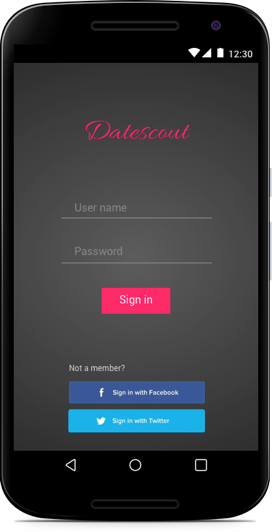 12:30
Datescout
User name
Password
Sign in
Not a member?
Sign in with Facebook
Sign in with Twitter